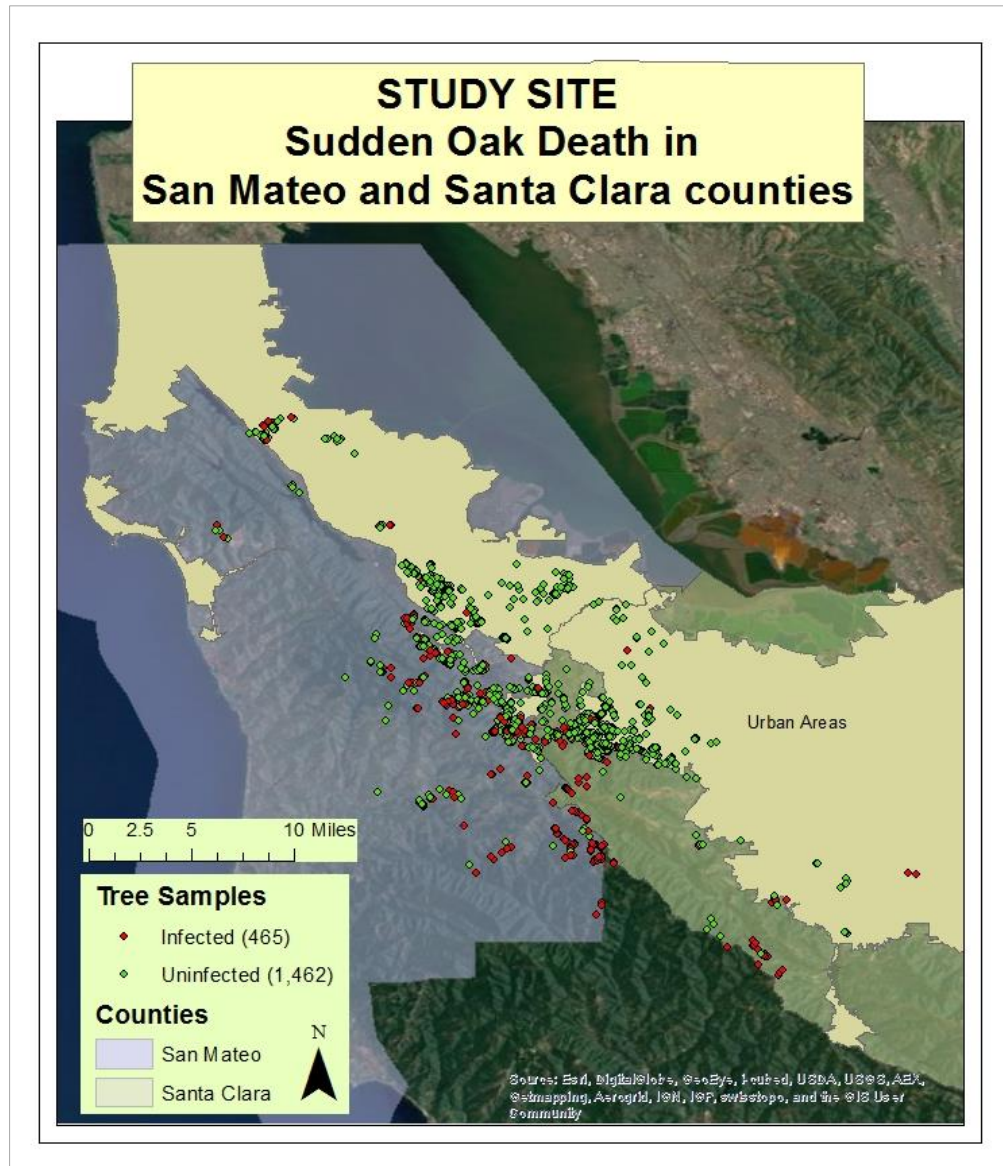 STUDY SITE
Sudden Oak Death in
San Mateo and Santa Clara counties
Urban Areas
0 2.5 5 10 Miles
Tree Samples
Infected (465)
Uninfected (1,462)
Counties
San Mateo
Santa Clara
N
Source: Esri, DigitalGlobe, GeoEye, i-cubed, USDA, USGS, AEX,
Getmapping, Aerogrid, IGN, IGP, swisstopo, and the GIS User
Community